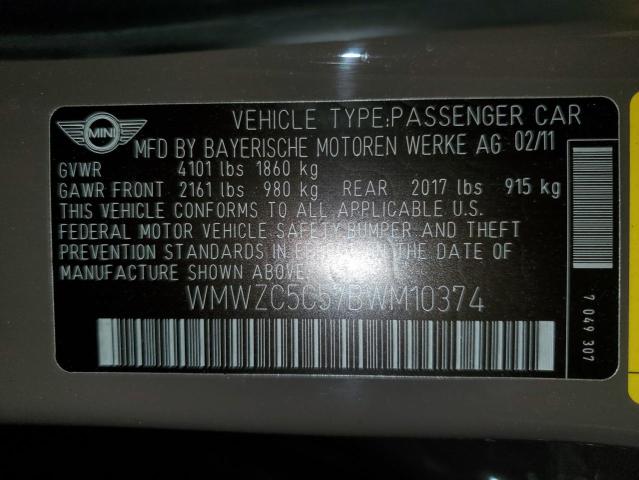 MINI
VEHICLE TYPE:PASSENGER CAR
MFD BY BAYERISCHE MOTOREN WERKE AG 02/11
GVWR 4101 lbs 1860 kg
GAWR FRONT 2161 lbs 980 kg REAR 2017 lbs 915 kg
THIS VEHICLE CONFORMS TO ALL APPLICABLE U.S.
FEDERAL MOTOR VEHICLE SAFETY BUMPER AND THEFT
PREVENTION STANDARDS IN EFFECT ON THE DATE OF
MANUFACTURE SHOWN ABOVE.
WMWZC5C57BWM10374
7 049 307